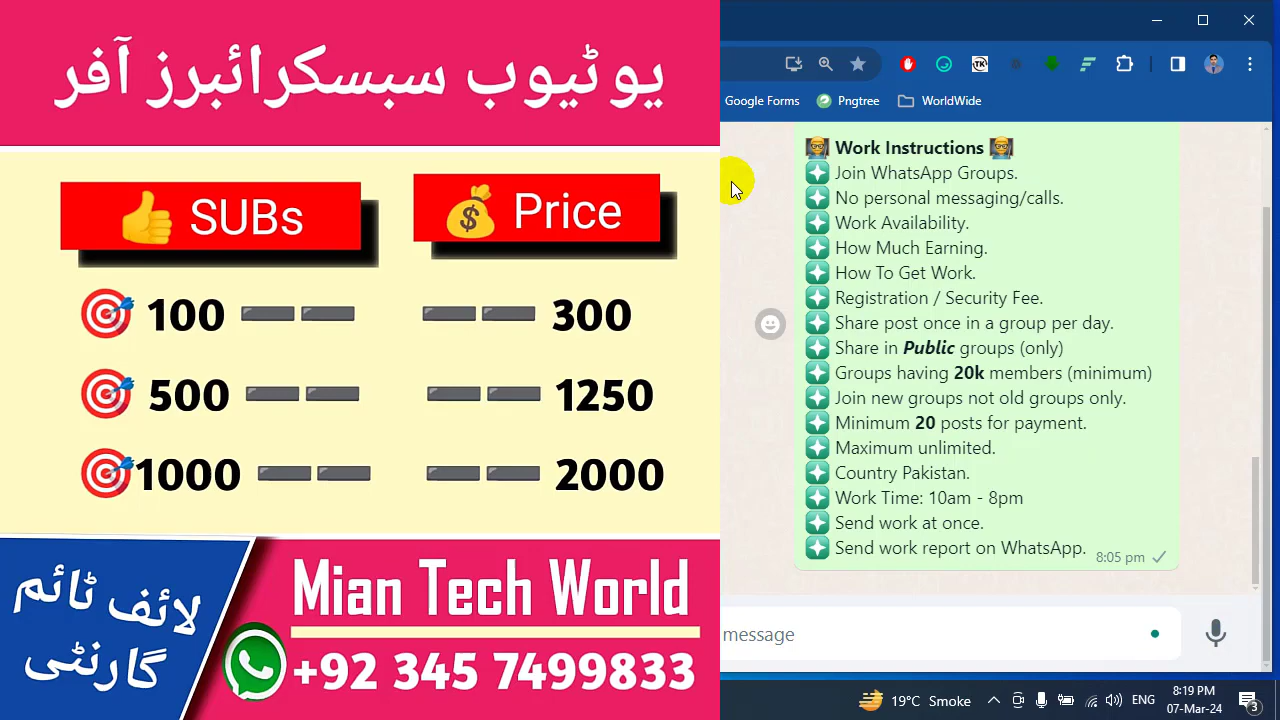 یوٹیوب سبسکرائبرز آفر
👍 SUBs
💰 Price
🎯 100 ➖➖ ➖➖ 300
🎯 500 ➖➖ ➖➖ 1250
🎯 1000 ➖➖ ➖➖ 2000
لائف ٹائم
گارنٹی
Mian Tech World
+92 345 7499833
Google Forms
Pngtree
WorldWide
Work Instructions
Join WhatsApp Groups.
No personal messaging/calls.
Work Availability.
How Much Earning.
How To Get Work.
Registration / Security Fee.
Share post once in a group per day.
Share in Public groups (only)
Groups having 20k members (minimum)
Join new groups not old groups only.
Minimum 20 posts for payment.
Maximum unlimited.
Country Pakistan.
Work Time: 10am - 8pm
Send work at once.
Send work report on WhatsApp.
8:05 pm
message
19°C Smoke
ENG
8:19 PM
07-Mar-24
3